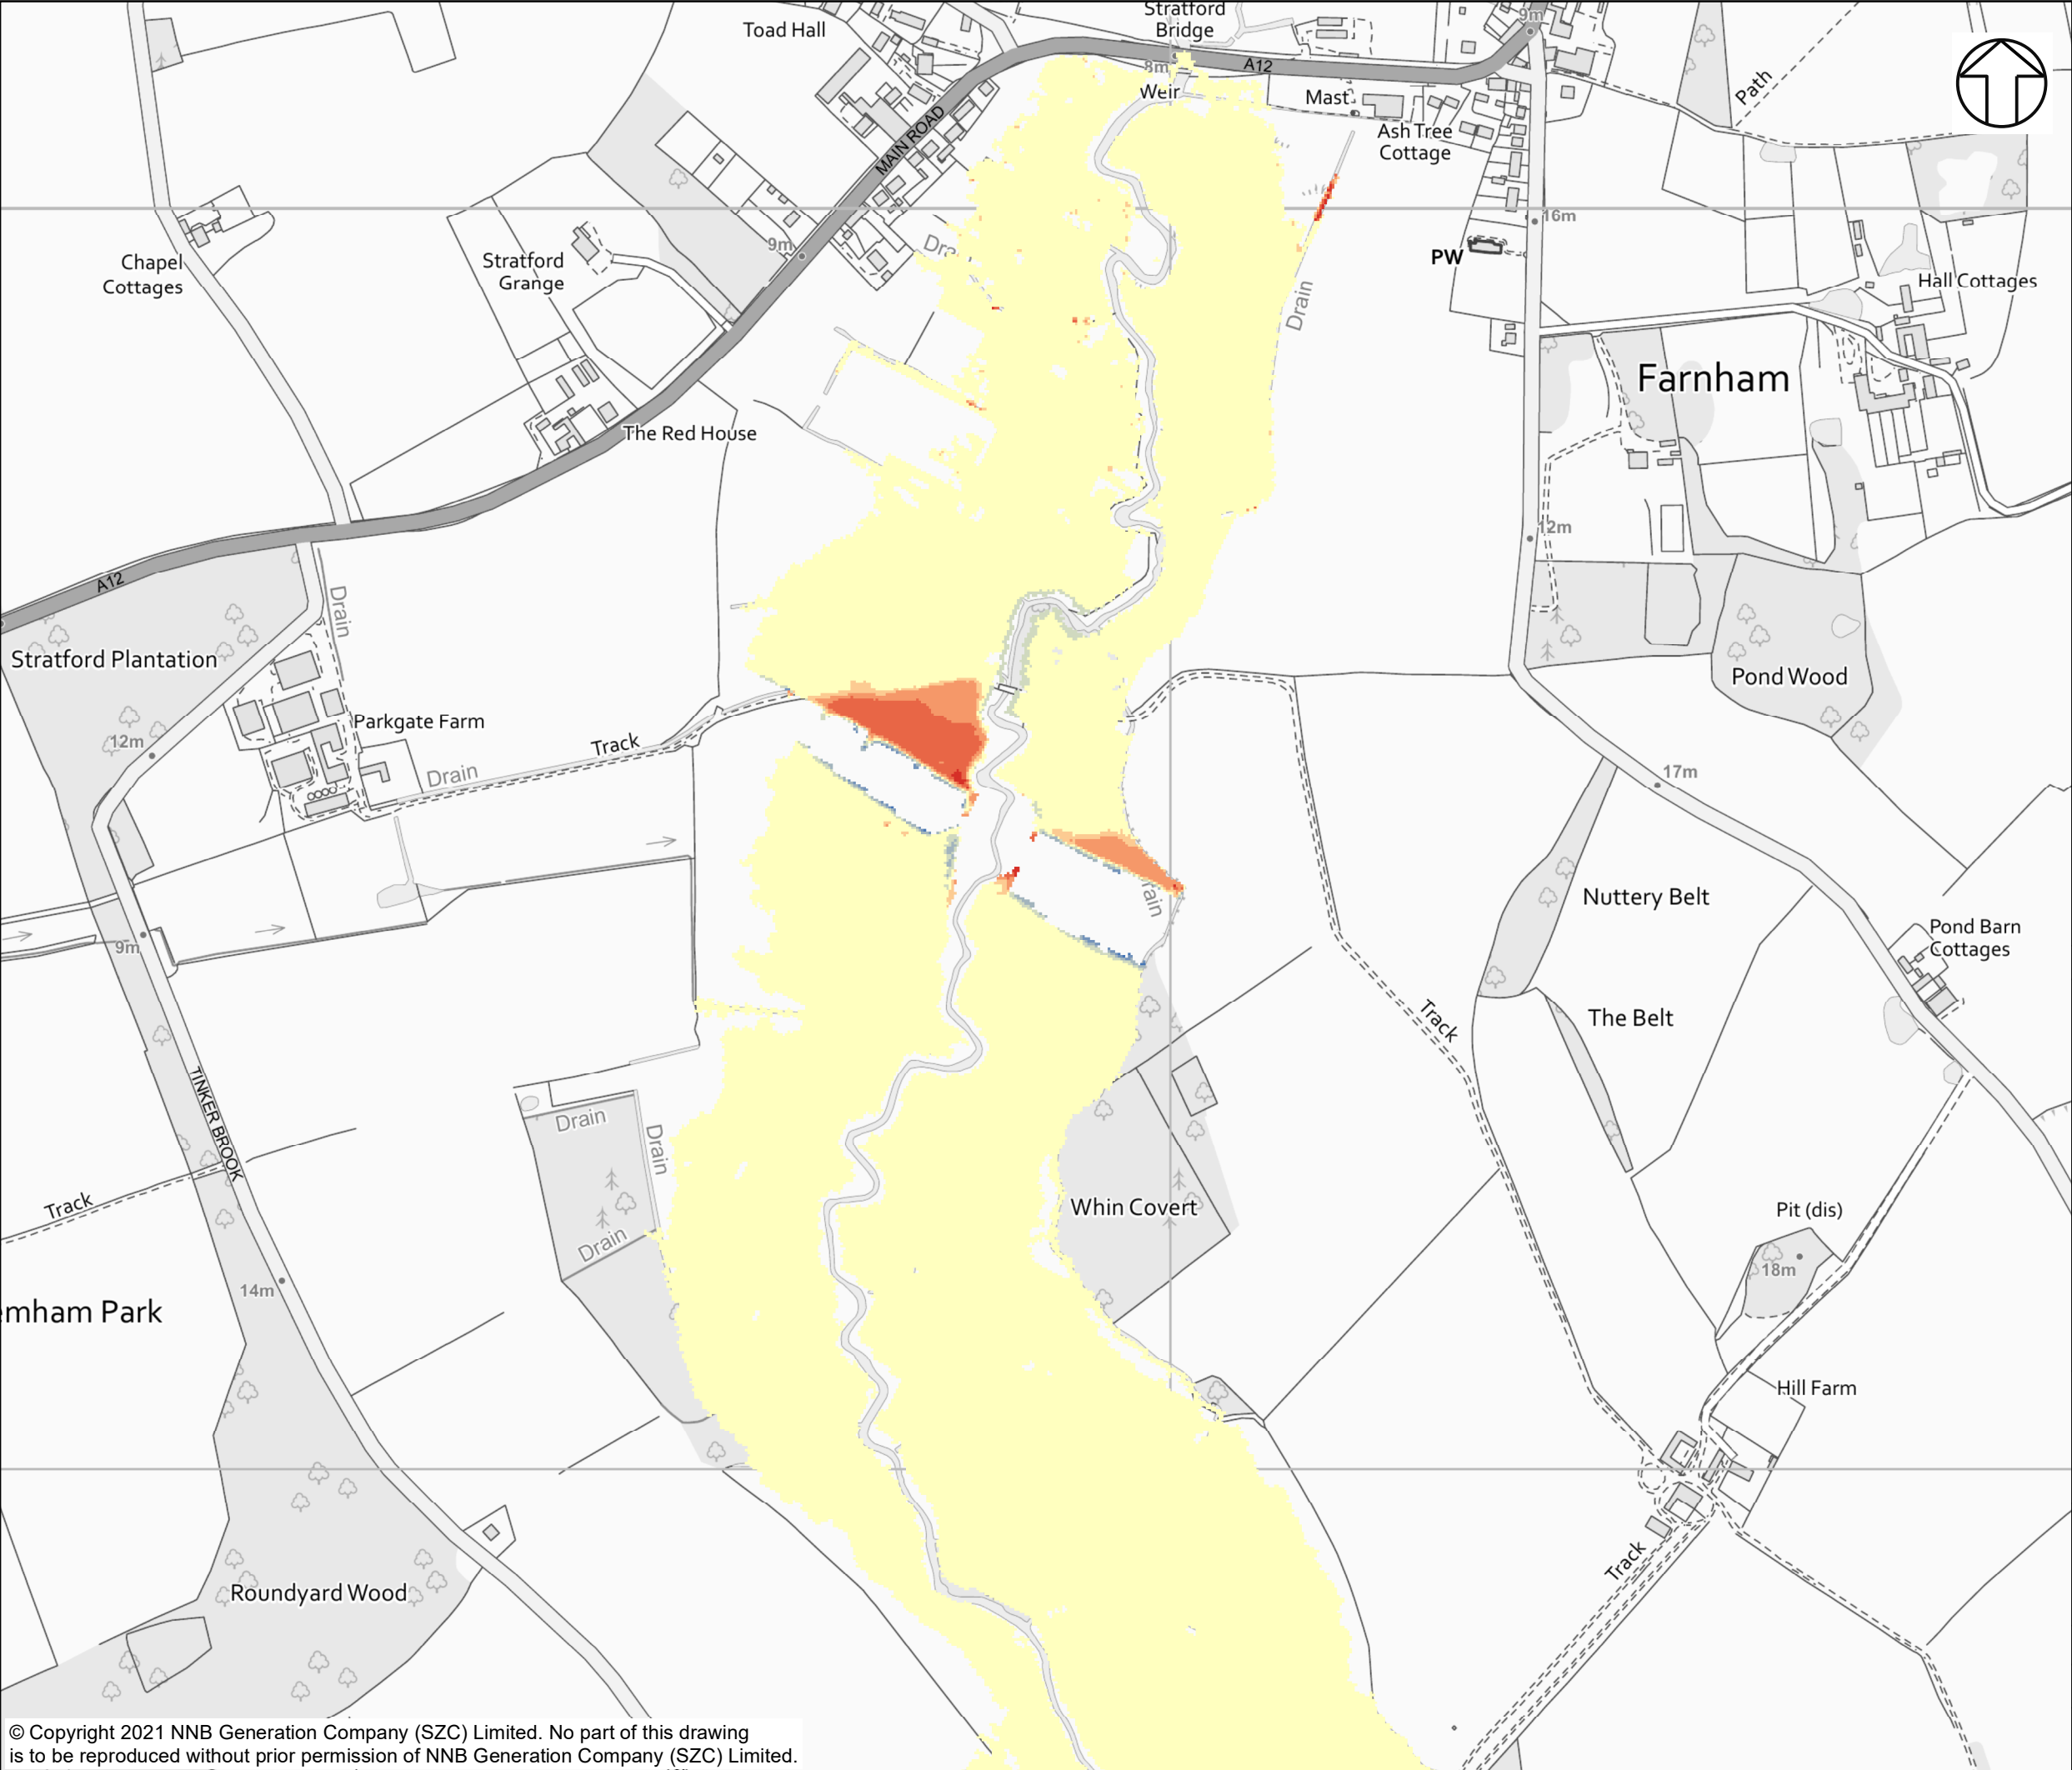 Stratford
Bridge
9m
Toad Hall
8m
A12
Weir
Mast
Path
Ash Tree
Cottage
MAIN ROAD
16m
9m
PW
Stratford
Grange
Chapel
Cottages
Hall Cottages
Drain
Farnham
The Red House
12m
A12
Drain
Stratford Plantation
Pond Wood
Parkgate Farm
12m
Track
Drain
17m
Nuttery Belt
9m
Pond Barn
Cottages
The Belt
Track
Drain
Drain
TINKER BROOK
Track
Whin Covert
Pit (dis)
Drain
18m
14m
emham Park
Hill Farm
Track
Roundyard Wood
© Copyright 2021 NNB Generation Company (SZC) Limited. No part of this drawing
is to be reproduced without prior permission of NNB Generation Company (SZC) Limited.